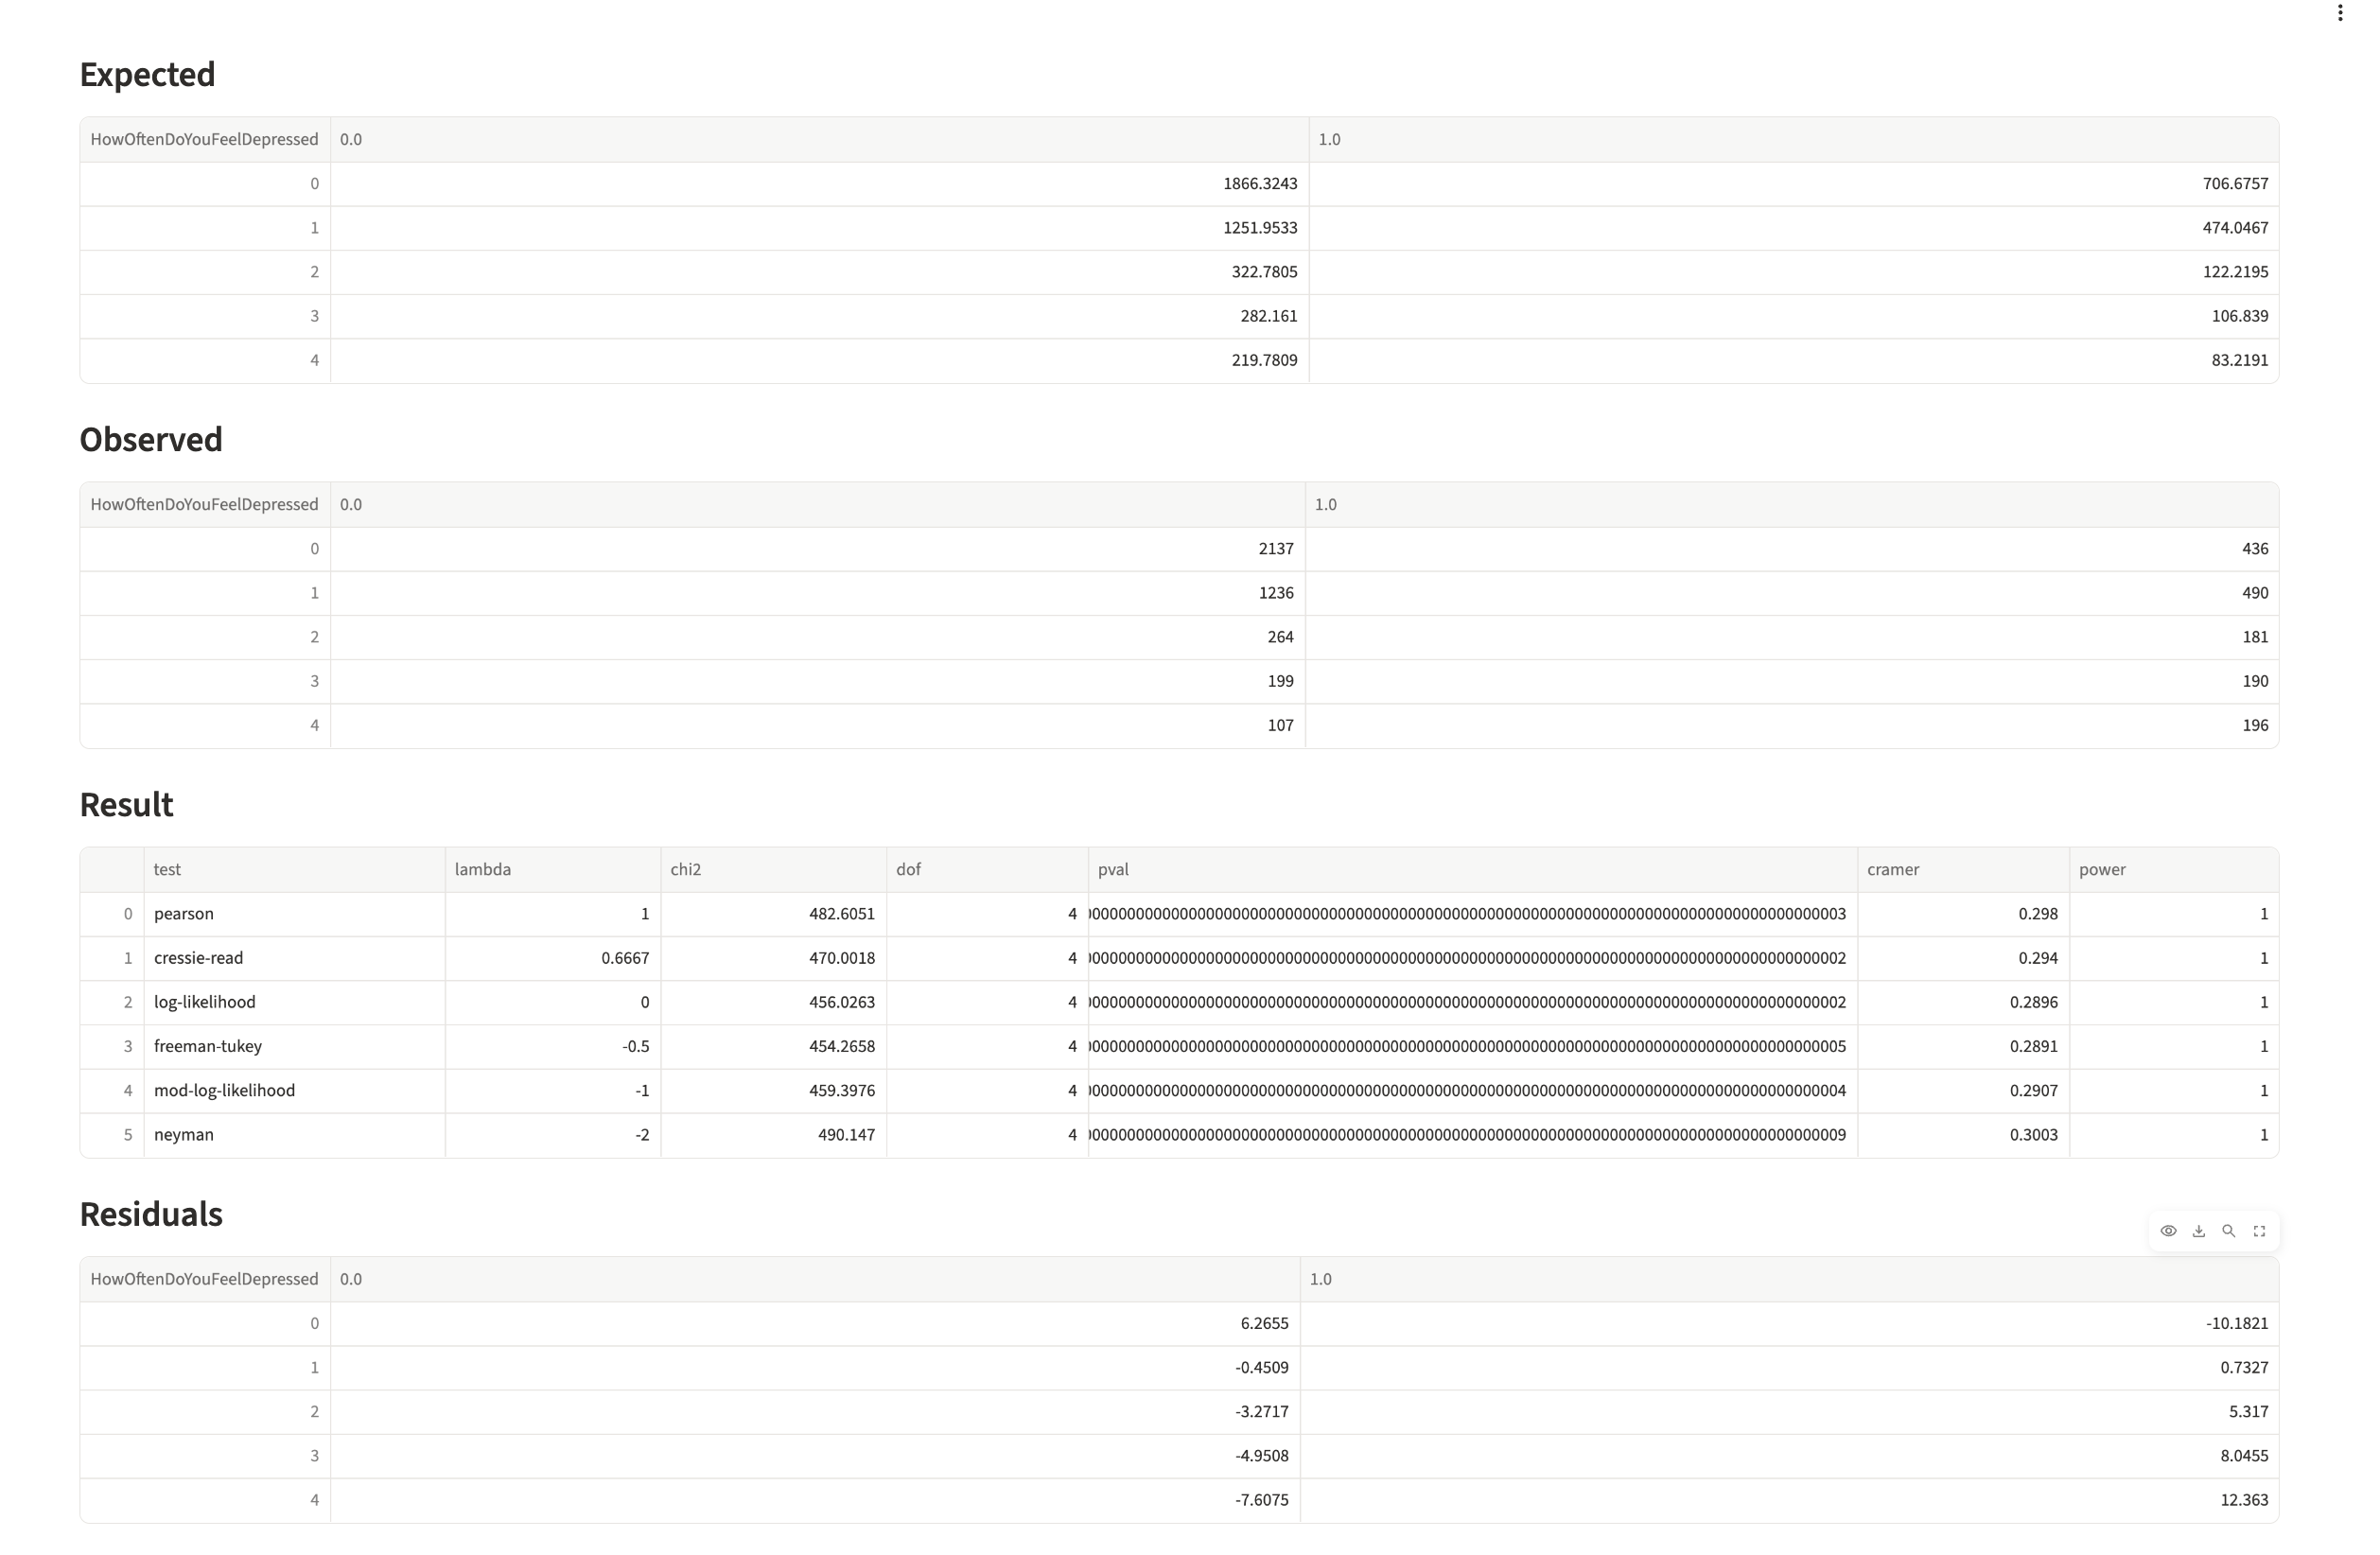 Expected
HowOftenDoYouFeelDepressed 0.0 1.0
0 1866.3243 706.6757
1 1251.9533 474.0467
2 322.7805 122.2195
3 282.161 106.839
4 219.7809 83.2191
Observed
HowOftenDoYouFeelDepressed 0.0 1.0
0 2137 436
1 1236 490
2 264 181
3 199 190
4 107 196
Result
test lambda chi2 dof pval cramer power
0 pearson 1 482.6051 4 0.298 1
1 cressie-read 0.6667 470.0018 4 0.294 1
2 log-likelihood 0 456.0263 4 0.2896 1
3 freeman-tukey -0.5 454.2658 4 0.2891 1
4 mod-log-likelihood -1 459.3976 4 0.2907 1
5 neyman -2 490.147 4 0.3003 1
Residuals
HowOftenDoYouFeelDepressed 0.0 1.0
0 6.2655 -10.1821
1 -0.4509 0.7327
2 -3.2717 5.317
3 -4.9508 8.0455
4 -7.6075 12.363